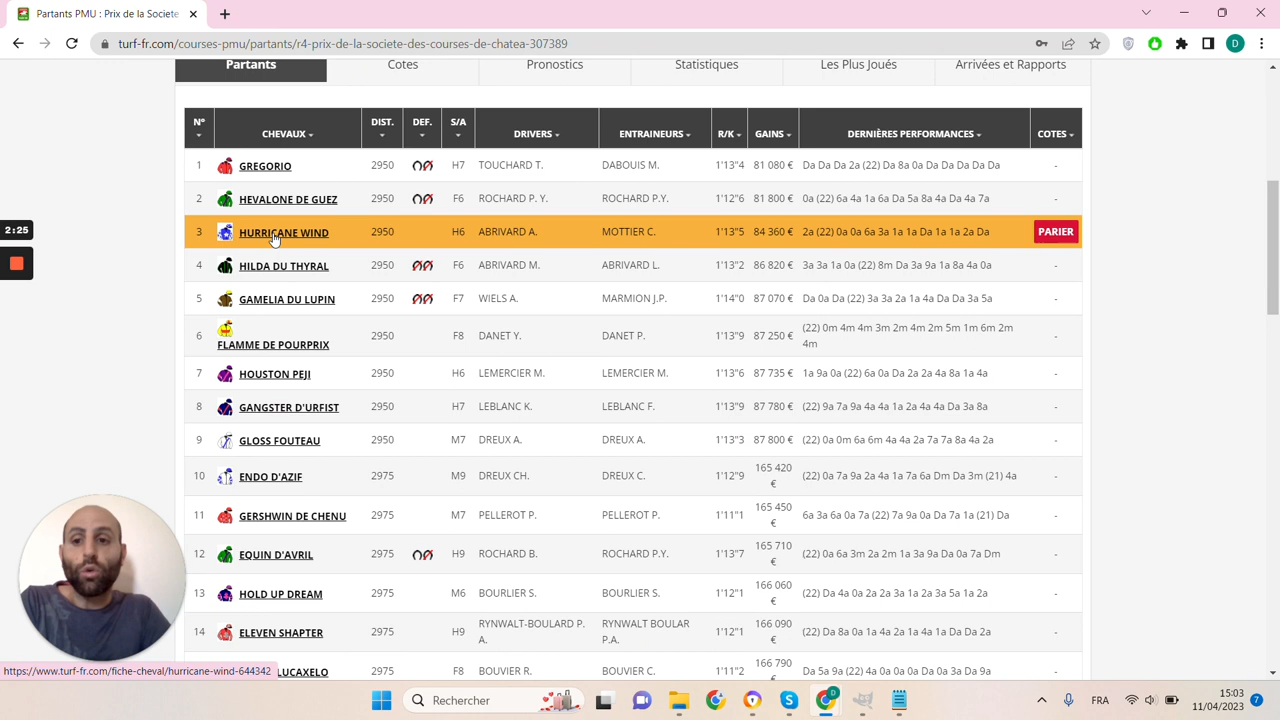 Partants PMU : Prix de la Societe
turf-fr.com/courses-pmu/partants/r4-prix-de-la-societe-des-courses-du-chatea-307389
D
Partants Cotes Pronostics Statistiques Les Plus Joués Arrivées et Rapports
N° CHEVAUX DIST. DEF. S/A DRIVERS ENTRAINEURS R/K GAINS DERNIÈRES PERFORMANCES COTES
1 GREGORIO 2950 H7 TOUCHARD T. DABOUIS M. 1'13"4 81 080 € Da Da Da 2a (22) Da 8a 0a Da Da Da Da Da -
2 HEVALONE DE GUEZ 2950 F6 ROCHARD P. Y. ROCHARD P.Y. 1'12"6 81 800 € 0a (22) 6a 4a 1a 6a Da 5a 8a Da 4a 7a -
2:25
3 HURRICANE WIND 2950 H6 ABRIVARD A. MOTTIER C. 1'13"5 84 360 € 2a (22) 0a 0a 6a 3a 1a 1a Da 1a 1a 2a Da PARIER
4 HILDA DU THYRAL 2950 F6 ABRIVARD M. ABRIVARD L. 1'13"2 86 820 € 3a 3a 1a 0a (22) 8m Da 3a 1a 1a 8a 4a 0a -
5 GAMELIA DU LUPIN 2950 F7 WIELS A. MARMION J.P. 1'14"0 87 070 € Da 0a Da (22) 3a 3a 2a 1a 4a Da Da 3a 5a -
6 FLAMME DE POURPRIX 2950 F8 DANET Y. DANET P. 1'13"9 87 250 € (22) 0m 4m 4m 3m 2m 4m 2m 5m 1m 6m 2m
4m -
7 HOUSTON PEJI 2950 H6 LEMERCIER M. LEMERCIER M. 1'13"6 87 735 € 1a 9a 0a (22) 6a 0a Da 2a 2a 4a 8a 1a 4a -
8 GANGSTER D'URFIST 2950 H7 LEBLANC K. LEBLANC F. 1'13"9 87 780 € (22) 9a 7a 9a 4a 4a 1a 2a 4a 4a Da 3a 8a -
9 GLOSS FOUTEAU 2950 M7 DREUX A. DREUX A. 1'13"3 87 800 € (22) 0a 0m 6a 6m 4a 4a 2a 7a 7a 8a 4a 2a -
10 ENDO D'AZIF 2975 M9 DREUX CH. DREUX C. 1'12"9 165 420
€ (22) 0a 7a 9a 2a 4a 1a 7a 6a Dm Da 3m (21) 4a -
11 GERSHWIN DE CHENU 2975 M7 PELLEROT P. PELLEROT P. 1'11"1 165 450
€ 6a 3a 6a 0a 7a (22) 7a 9a 0a Da 7a 1a (21) Da -
12 EQUIN D'AVRIL 2975 H9 ROCHARD B. ROCHARD P.Y. 1'13"7 165 710
€ (22) 0a 6a 3m 2a 2m 1a 3a 9a Da 0a 7a Dm -
13 HOLD UP DREAM 2975 M6 BOURLIER S. BOURLIER S. 1'12"1 166 060
€ (22) Da 4a 0a 2a 2a 3a 1a 2a 3a 5a 1a 2a -
14 ELEVEN SHAPTER 2975 H9 RYNWALT-BOULARD P.
A. RYNWALT BOULAR
P.A. 1'12"1 166 090
€ (22) Da 8a 0a 1a 4a 2a 1a 4a 1a Da Da 2a -
LUCAXELO 2975 F8 BOUVIER R. BOUVIER C. 1'11"2 166 790 Da 5a 9a (22) 4a 0a 0a Da 0a 3a Da 9a -
https://www.turf-fr.com/fiche-cheval/hurricane-wind-644342
Rechercher
FRA
15:03
11/04/2023